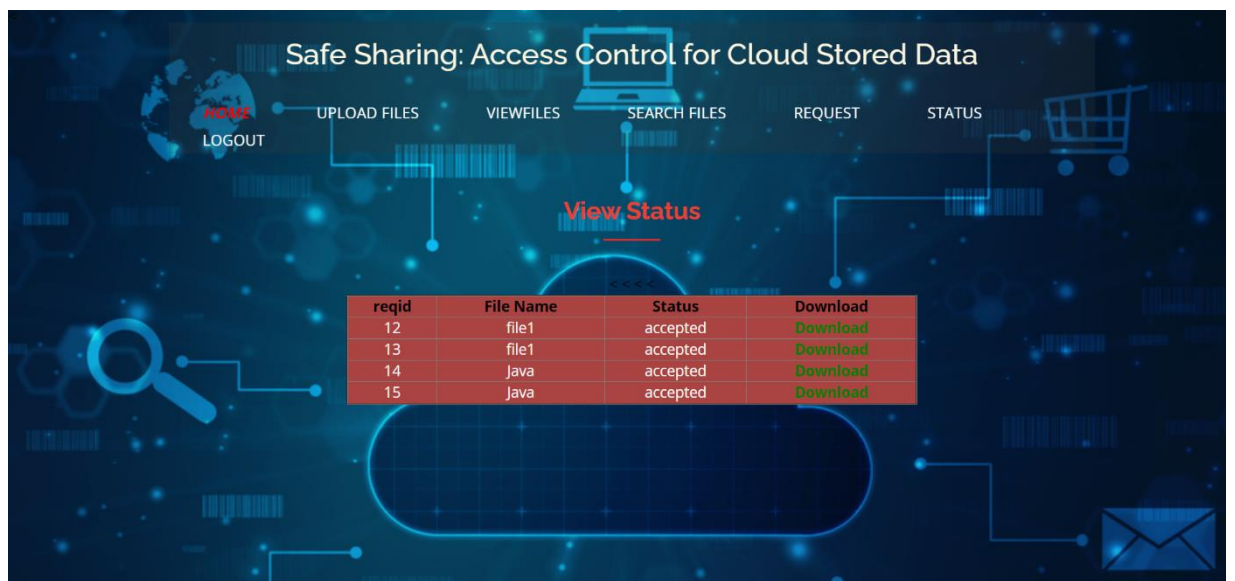 Safe Sharing: Access Control for Cloud Stored Data
HOME UPLOAD FILES VIEWFILES SEARCH FILES REQUEST STATUS
LOGOUT
View Status
< < < <
reqid File Name Status Download
12 file1 accepted Download
13 file1 accepted Download
14 Java accepted Download
15 Java accepted Download